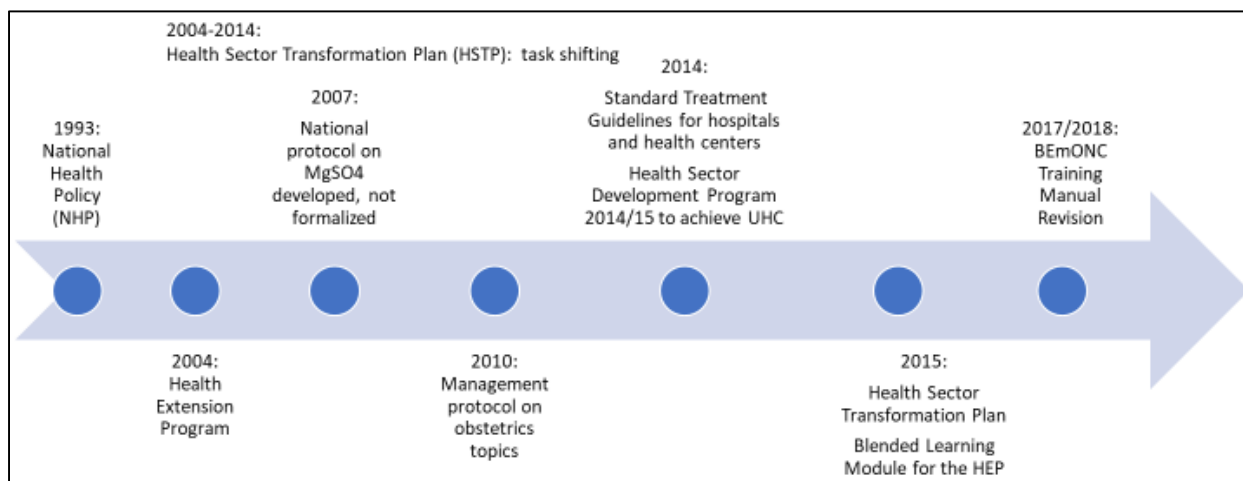 2004-2014:
Health Sector Transformation Plan (HSTP): task shifting
1993:
National
Health
Policy
(NHP)
2007:
National
protocol on
MgSO4
developed, not
formalized
2014:
Standard Treatment
Guidelines for hospitals
and health centers
Health Sector
Development Program
2014/15 to achieve UHC
2017/2018:
BEmONC
Training
Manual
Revision
2004:
Health
Extension
Program
2010:
Management
protocol on
obstetrics
topics
2015:
Health Sector
Transformation Plan
Blended Learning
Module for the HEP